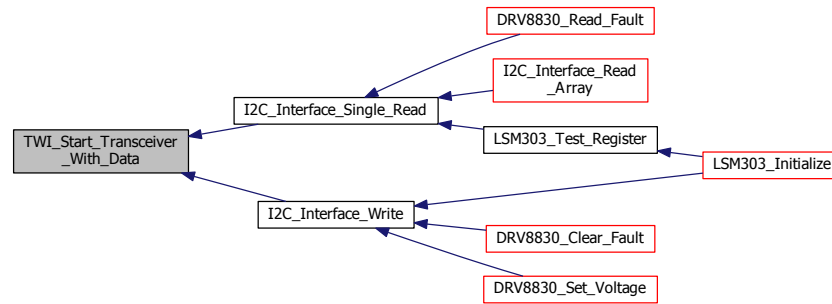 DRV8830_Read_Fault
I2C_Interface_Read
_Array
I2C_Interface_Single_Read
LSM303_Test_Register
TWI_Start_Transceiver
_With_Data
LSM303_Initialize
I2C_Interface_Write
DRV8830_Clear_Fault
DRV8830_Set_Voltage